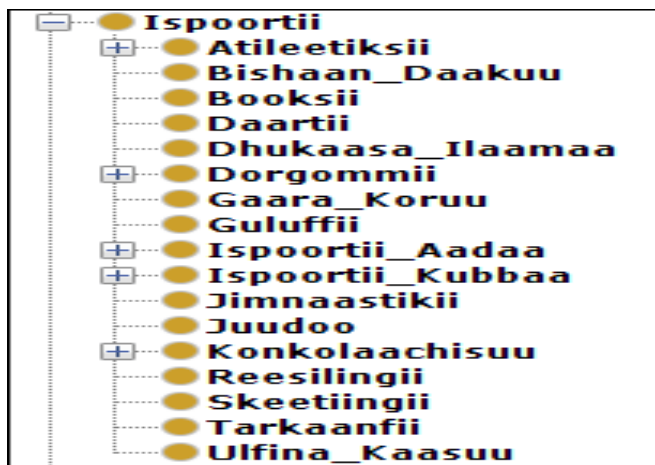 Ispoortii
Atileetiksii
Bishaan_Daakuu
Booksii
Daartii
Dhukaasa_Ilaamaa
Dorgommii
Gaara_Koruu
Guluffii
Ispoortii_Aadaa
Ispoortii_Kubbaa
Jimnaastikii
Juudoo
Konkolaachisuu
Reesilingii
Skeetiingii
Tarkaanfii
Ulfina_Kaasuu